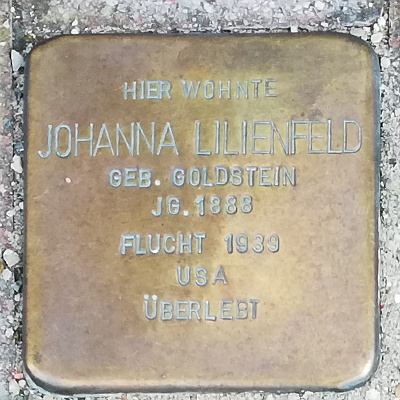 HIER WOHNTE
JOHANNA LILIENFELD
GEB. GOLDSTEIN
JG. 1888
FLUCHT 1939
USA
ÜBERLEBT